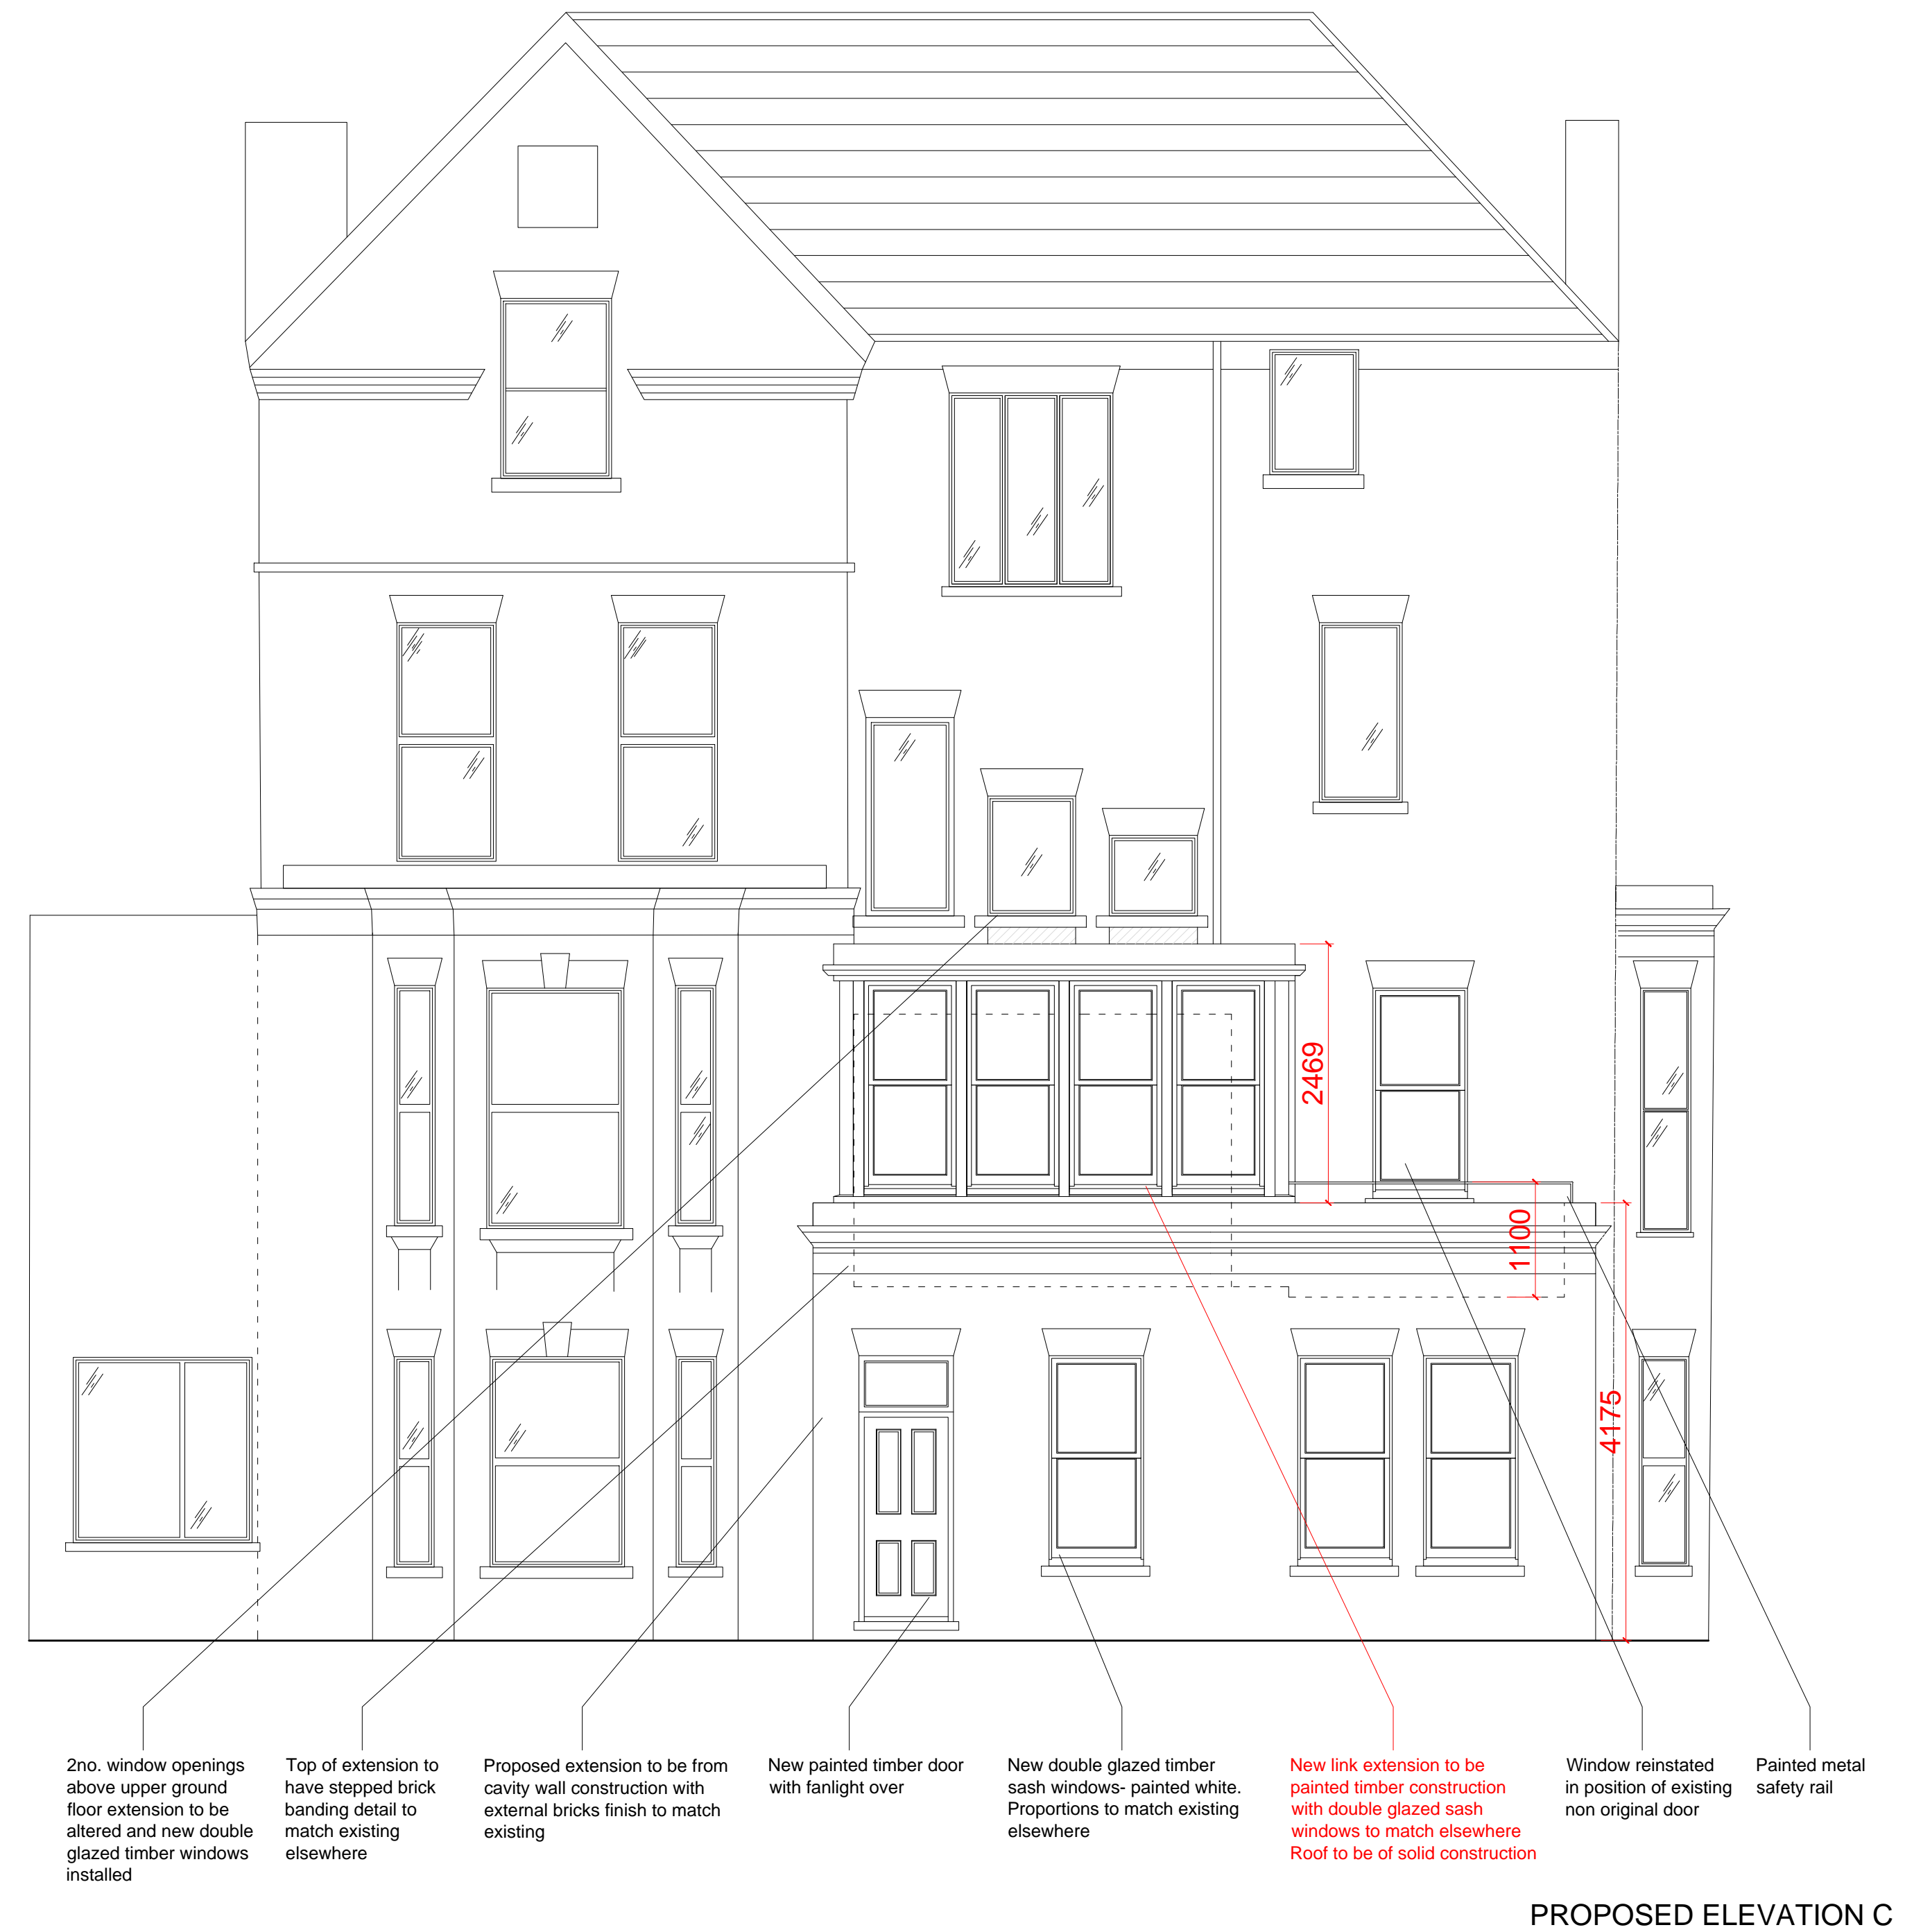 2469
1100
4175
2no. window openings
above upper ground
floor extension to be
altered and new double
glazed timber windows
installed
Top of extension to
have stepped brick
banding detail to
match existing
elsewhere
Proposed extension to be from
cavity wall construction with
external bricks finish to match
existing
New painted timber door
with fanlight over
New double glazed timber
sash windows- painted white.
Proportions to match existing
elsewhere
New link extension to be
painted timber construction
with double glazed sash
windows to match elsewhere
Roof to be of solid construction
Window reinstated
in position of existing
non original door
Painted metal
safety rail
PROPOSED ELEVATION C